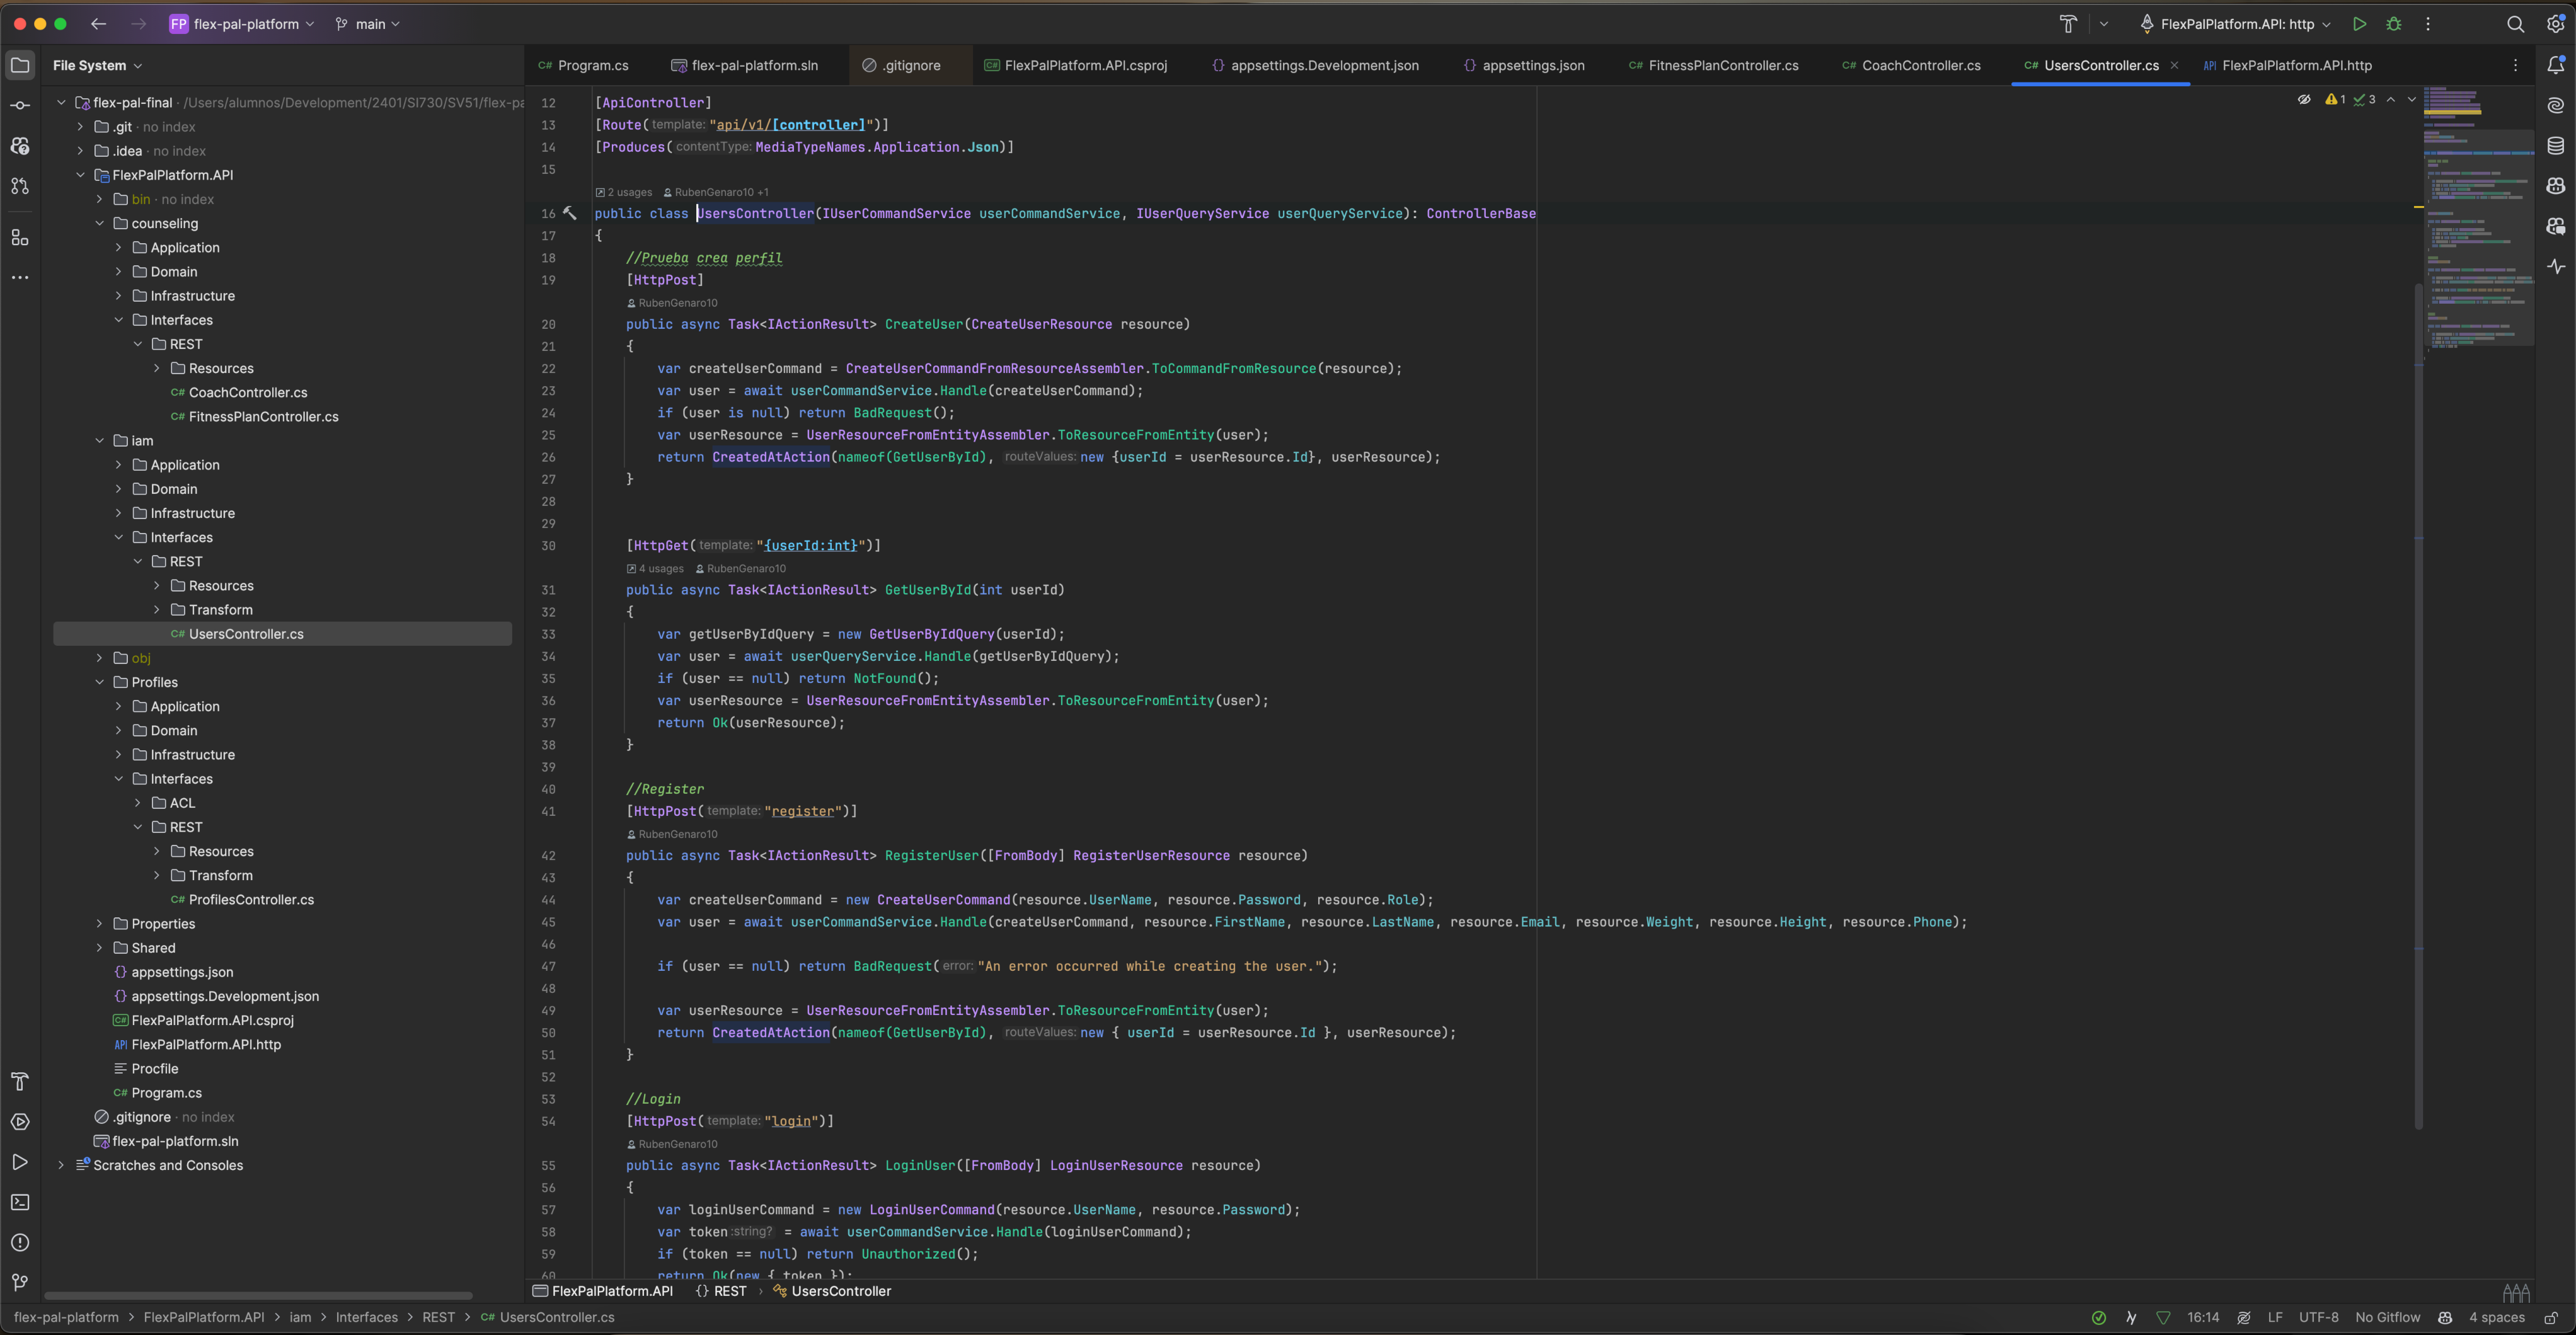 FP flex-pal-platform main FlexPalPlatform.API: http
File System
Program.cs flex-pal-platform.sln .gitignore FlexPalPlatform.API.csproj appsettings.Development.json appsettings.json FitnessPlanController.cs CoachController.cs UsersController.cs FlexPalPlatform.API.http
flex-pal-final · /Users/alumnos/Development/2401/SI730/SV51/flex-pa
.git · no index
.idea · no index
FlexPalPlatform.API
bin · no index
counseling
Application
Domain
Infrastructure
Interfaces
REST
Resources
C# CoachController.cs
C# FitnessPlanController.cs
iam
Application
Domain
Infrastructure
Interfaces
REST
Resources
Transform
C# UsersController.cs
obj
Profiles
Application
Domain
Infrastructure
Interfaces
ACL
REST
Resources
Transform
C# ProfilesController.cs
Properties
Shared
{} appsettings.json
{} appsettings.Development.json
C# FlexPalPlatform.API.csproj
API FlexPalPlatform.API.http
Procfile
C# Program.cs
.gitignore · no index
flex-pal-platform.sln
Scratches and Consoles
1 3
12 [ApiController]
13 [Route( template: "api/v1/[controller]")]
14 [Produces( contentType: MediaTypeNames.Application.Json)]
15
2 usages RubenGenaro10 +1
16 public class UsersController(IUserCommandService userCommandService, IUserQueryService userQueryService): ControllerBase
17 {
18 //Prueba crea perfil
19 [HttpPost]
RubenGenaro10
20 public async Task<IActionResult> CreateUser(CreateUserResource resource)
21 {
22 var createUserCommand = CreateUserCommandFromResourceAssembler.ToCommandFromResource(resource);
23 var user = await userCommandService.Handle(createUserCommand);
24 if (user is null) return BadRequest();
25 var userResource = UserResourceFromEntityAssembler.ToResourceFromEntity(user);
26 return CreatedAtAction(nameof(GetUserById), routeValues: new {userId = userResource.Id}, userResource);
27 }
28
29
30 [HttpGet( template: "{userId:int}")]
4 usages RubenGenaro10
31 public async Task<IActionResult> GetUserById(int userId)
32 {
33 var getUserByIdQuery = new GetUserByIdQuery(userId);
34 var user = await userQueryService.Handle(getUserByIdQuery);
35 if (user == null) return NotFound();
36 var userResource = UserResourceFromEntityAssembler.ToResourceFromEntity(user);
37 return Ok(userResource);
38 }
39
40 //Register
41 [HttpPost( template: "register")]
RubenGenaro10
42 public async Task<IActionResult> RegisterUser([FromBody] RegisterUserResource resource)
43 {
44 var createUserCommand = new CreateUserCommand(resource.UserName, resource.Password, resource.Role);
45 var user = await userCommandService.Handle(createUserCommand, resource.FirstName, resource.LastName, resource.Email, resource.Weight, resource.Height, resource.Phone);
46
47 if (user == null) return BadRequest( error: "An error occurred while creating the user.");
48
49 var userResource = UserResourceFromEntityAssembler.ToResourceFromEntity(user);
50 return CreatedAtAction(nameof(GetUserById), routeValues: new { userId = userResource.Id }, userResource);
51 }
52
53 //Login
54 [HttpPost( template: "login")]
RubenGenaro10
55 public async Task<IActionResult> LoginUser([FromBody] LoginUserResource resource)
56 {
57 var loginUserCommand = new LoginUserCommand(resource.UserName, resource.Password);
58 var token :string? = await userCommandService.Handle(loginUserCommand);
59 if (token == null) return Unauthorized();
60 return Ok(new { token });
FlexPalPlatform.API {} REST › UsersController
flex-pal-platform › FlexPalPlatform.API › iam › Interfaces › REST › C# UsersController.cs
16:14 LF UTF-8 No Gitflow 4 spaces